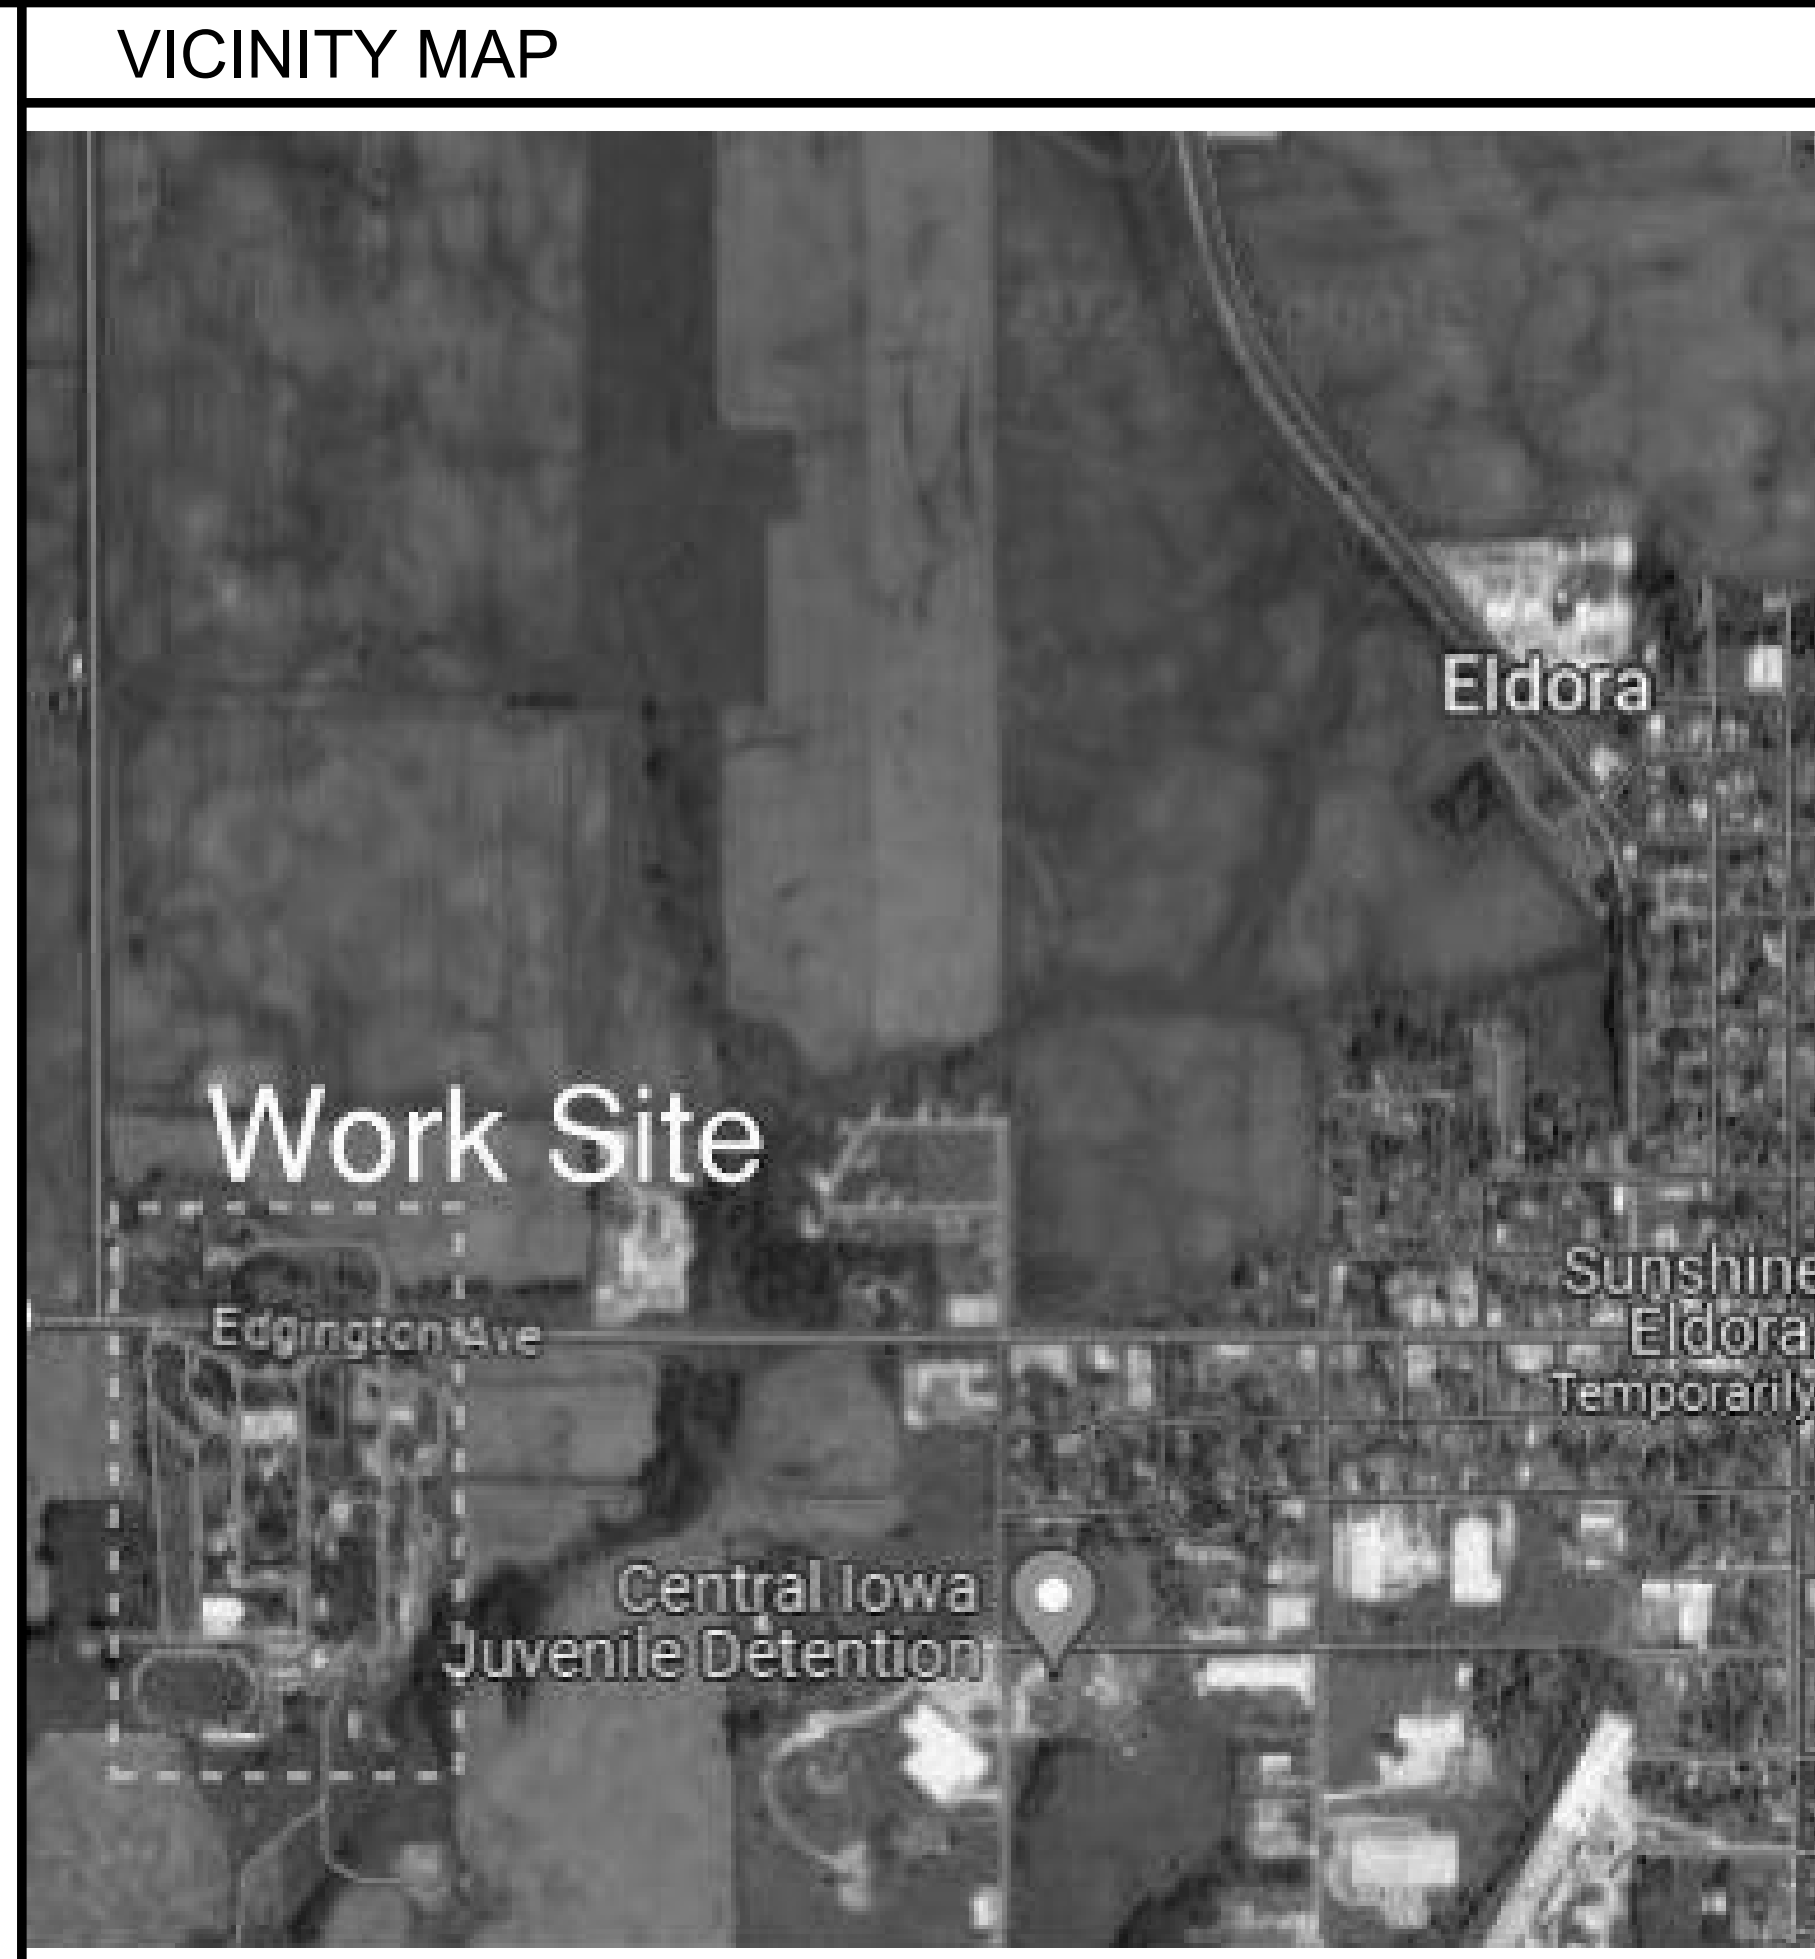 VICINITY MAP
Eldora
Work Site
Sunshine
Eldora
Temporarily
Edgington Ave
Central Iowa
Juvenile Detention